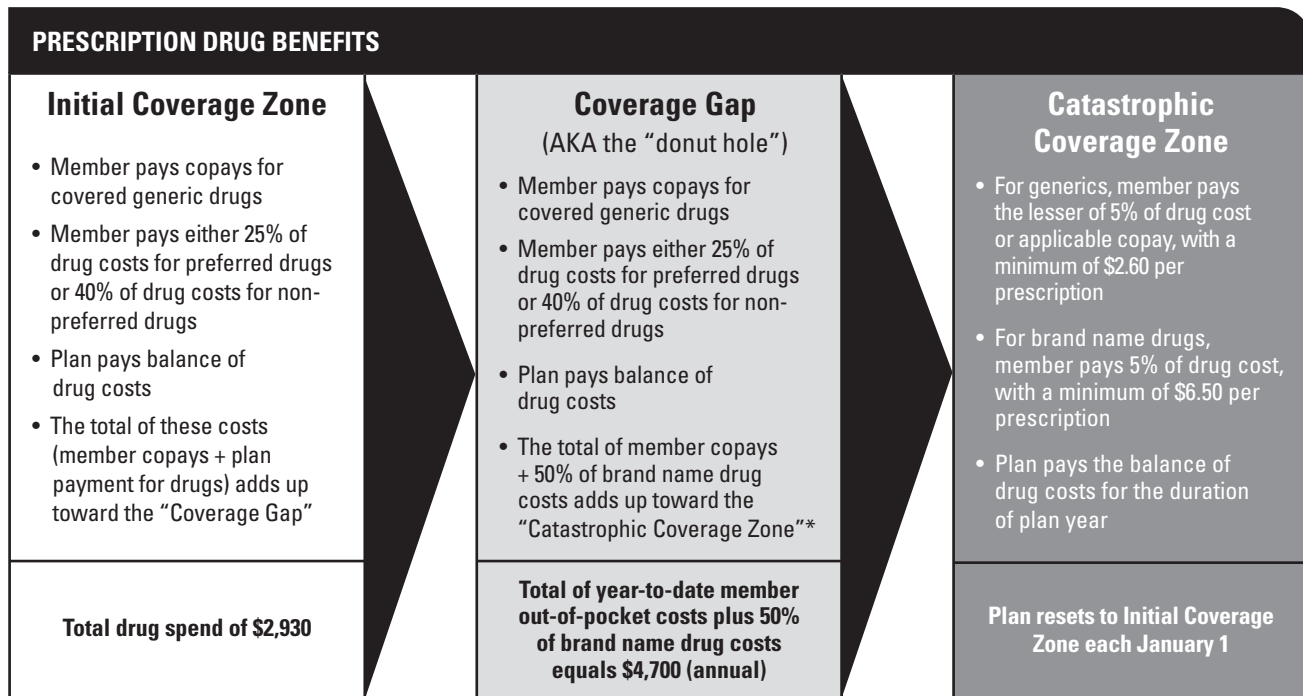 PRESCRIPTION DRUG BENEFITS
Initial Coverage Zone
• Member pays copays for
covered generic drugs
• Member pays either 25% of
drug costs for preferred drugs
or 40% of drug costs for non-
preferred drugs
• Plan pays balance of
drug costs
• The total of these costs
(member copays + plan
payment for drugs) adds up
toward the “Coverage Gap”
Total drug spend of $2,930
Coverage Gap
(AKA the “donut hole”)
• Member pays copays for
covered generic drugs
• Member pays either 25% of
drug costs for preferred drugs
or 40% of drug costs for non-
preferred drugs
• Plan pays balance of
drug costs
• The total of member copays
+ 50% of brand name drug
costs adds up toward the
“Catastrophic Coverage Zone”*
Total of year-to-date member
out-of-pocket costs plus 50%
of brand name drug costs
equals $4,700 (annual)
Catastrophic
Coverage Zone
• For generics, member pays
the lesser of 5% of drug cost
or applicable copay, with a
minimum of $2.60 per
prescription
• For brand name drugs,
member pays 5% of drug cost,
with a minimum of $6.50 per
prescription
• Plan pays the balance of
drug costs for the duration
of plan year
Plan resets to Initial Coverage
Zone each January 1